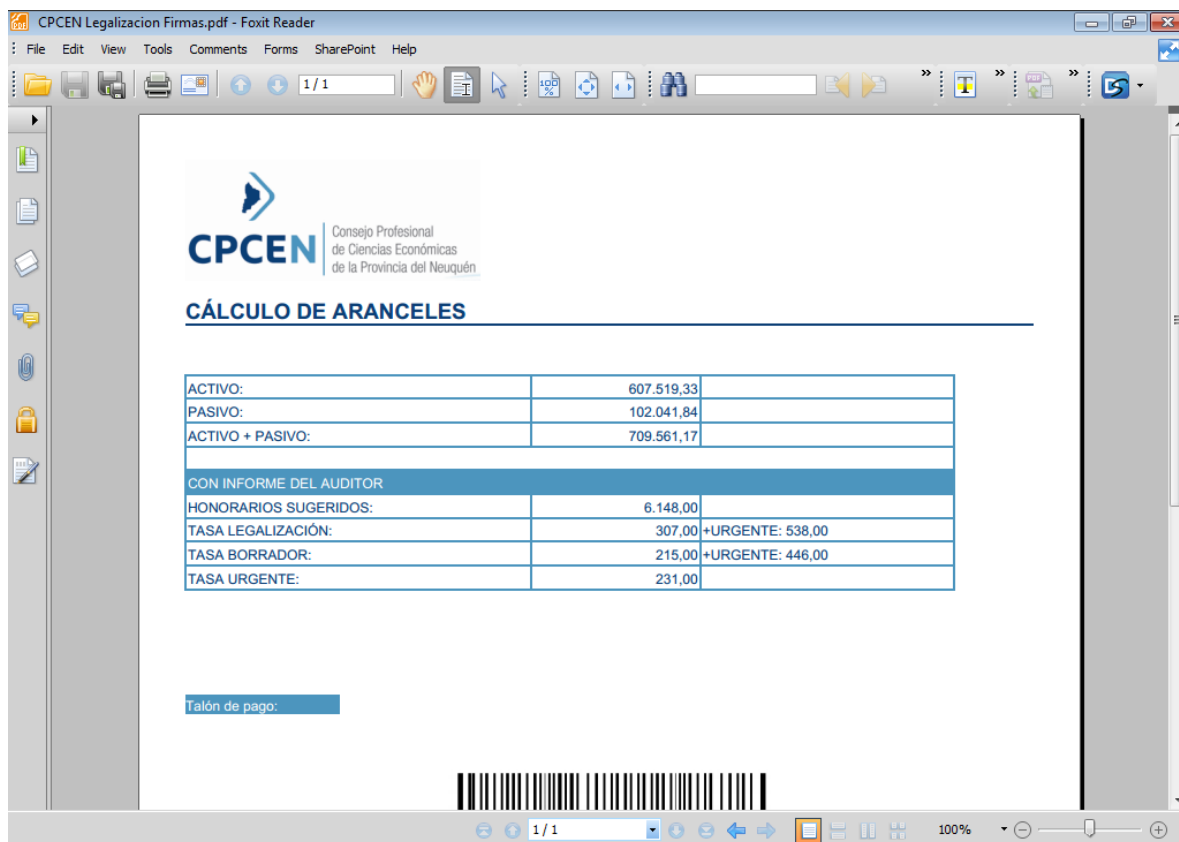 CPCEN Legalizacion Firmas.pdf - Foxit Reader
File Edit View Tools Comments Forms SharePoint Help
1 / 1
CPCEN
Consejo Profesional
de Ciencias Económicas
de la Provincia del Neuquén
CÁLCULO DE ARANCELES
ACTIVO: 607.519,33
PASIVO: 102.041,84
ACTIVO + PASIVO: 709.561,17
CON INFORME DEL AUDITOR
HONORARIOS SUGERIDOS: 6.148,00
TASA LEGALIZACIÓN: 307,00 +URGENTE: 538,00
TASA BORRADOR: 215,00 +URGENTE: 446,00
TASA URGENTE: 231,00
Talón de pago:
1 / 1 100%